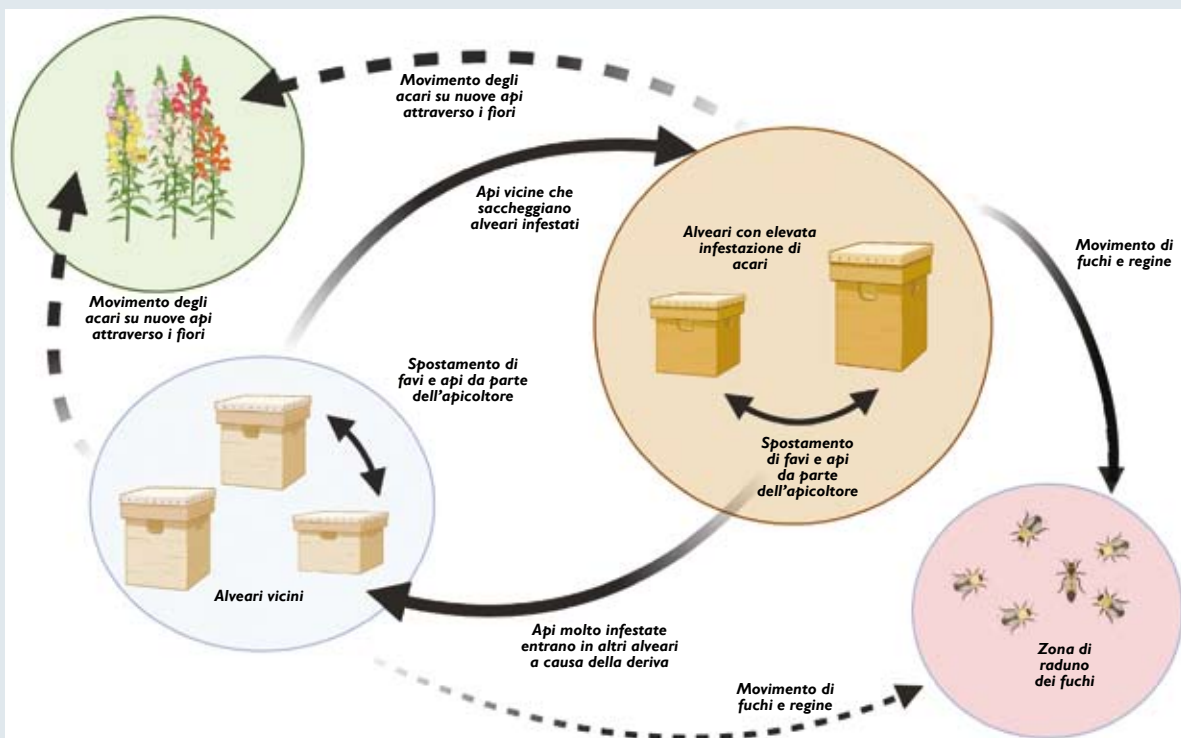 Movimento degli
acari su nuove api
attraverso i fiori
Api vicine che
saccheggiano
alveari infestati
Alveari con elevata
infestazione di
acari
Movimento di
fuchi e regine
Movimento degli
acari su nuove api
attraverso i fiori
Spostamento di
favi e api da parte
dell'apicoltore
Spostamento
di favi e api
da parte
dell'apicoltore
Alveari vicini
Api molto infestate
entrano in altri alveari
a causa della deriva
Zona di
raduno
dei fuchi
Movimento di
fuchi e regine